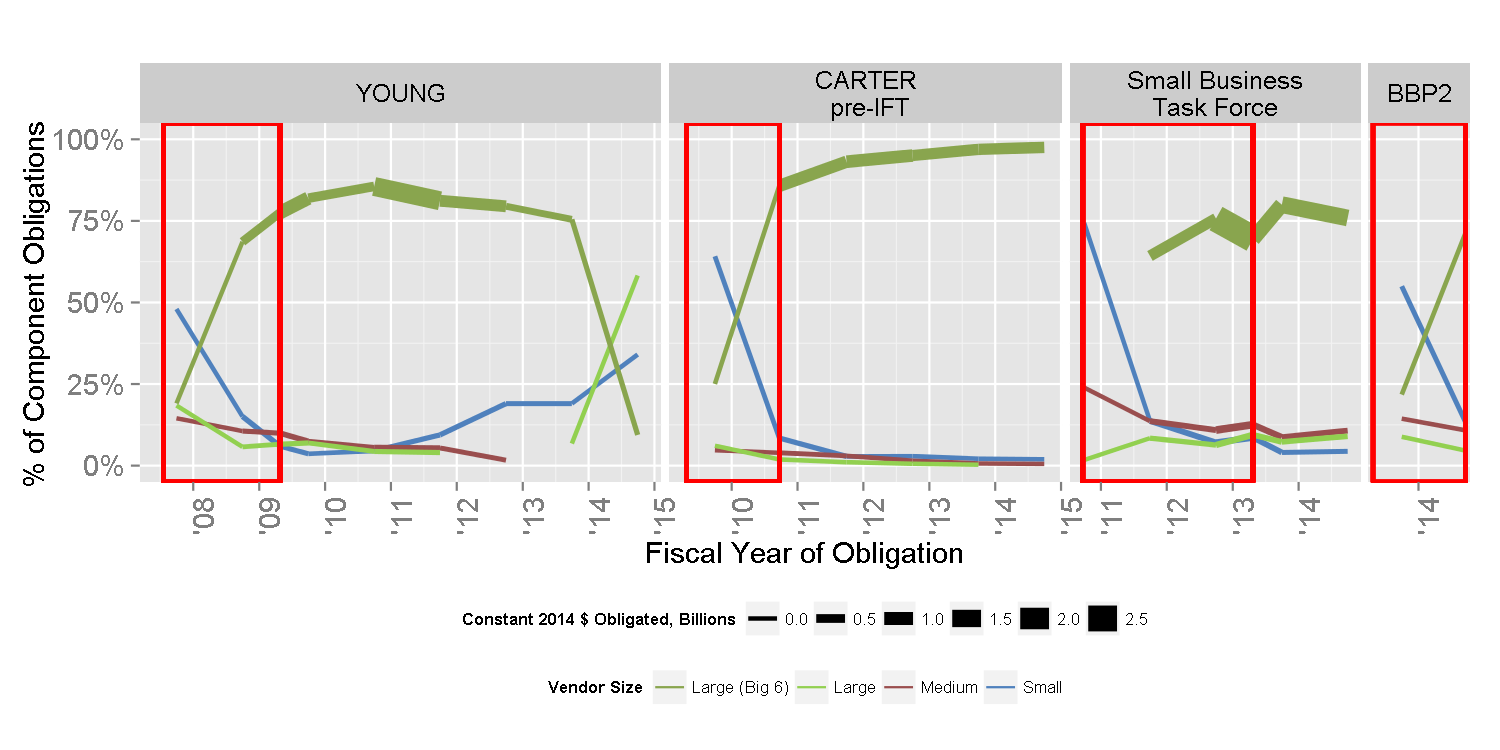 YOUNG
CARTER
pre-IFT
Small Business
Task Force
BBP2
% of Component Obligations
100%
75%
50%
25%
0%
'08
'09
'10
'11
'12
'13
'14
'15
'10
'11
'12
'13
'14
'15
'11
'12
'13
'14
'14
Fiscal Year of Obligation
Constant 2014 $ Obligated, Billions 0.0 0.5 1.0 1.5 2.0 2.5
Vendor Size Large (Big 6) Large Medium Small